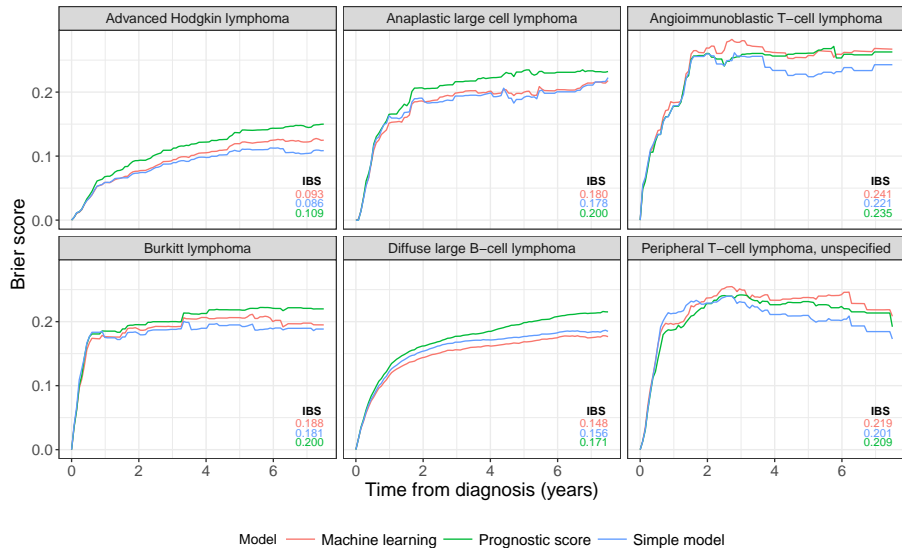 Advanced Hodgkin lymphoma
Anaplastic large cell lymphoma
Angioimmunoblastic T−cell lymphoma
0.2
0.1
0.0
IBS
0.093
0.086
0.109
IBS
0.180
0.178
0.200
IBS
0.241
0.221
0.235
Brier score
Burkitt lymphoma
Diffuse large B−cell lymphoma
Peripheral T−cell lymphoma, unspecified
0.2
0.1
0.0
IBS
0.188
0.181
0.200
IBS
0.148
0.156
0.171
IBS
0.219
0.201
0.209
0 2 4 6
0 2 4 6
0 2 4 6
Time from diagnosis (years)
Model Machine learning Prognostic score Simple model